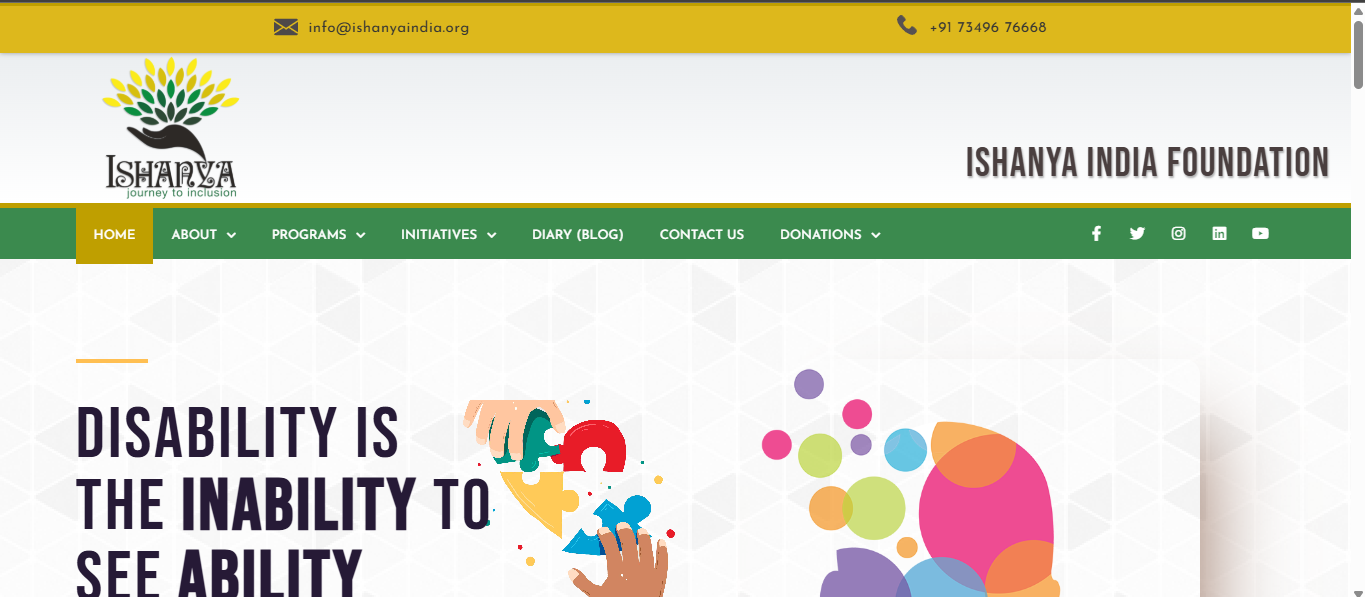 info@ishanyaindia.org
+91 73496 76668
ISHANYA
journey to inclusion
ISHANYA INDIA FOUNDATION
HOME
ABOUT
PROGRAMS
INITIATIVES
DIARY (BLOG)
CONTACT US
DONATIONS
DISABILITY IS
THE INABILITY TO
SEE ABILITY